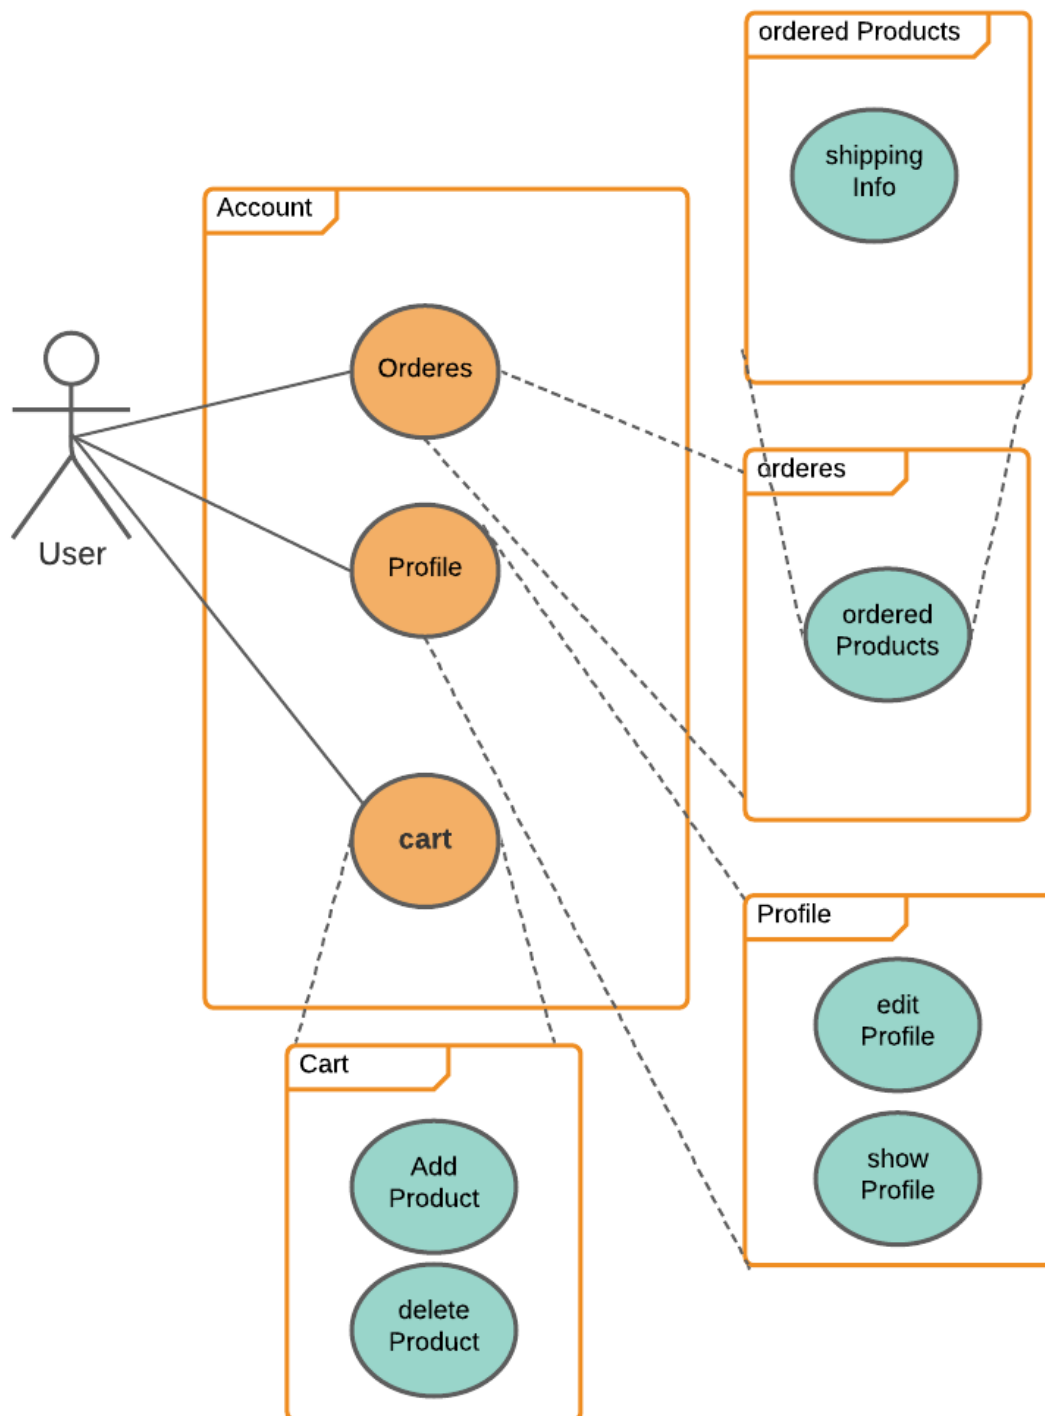 ordered Products
shipping
Info
Account
Orderes
Profile
cart
User
orderes
ordered
Products
Profile
edit
Profile
show
Profile
Cart
Add
Product
delete
Product